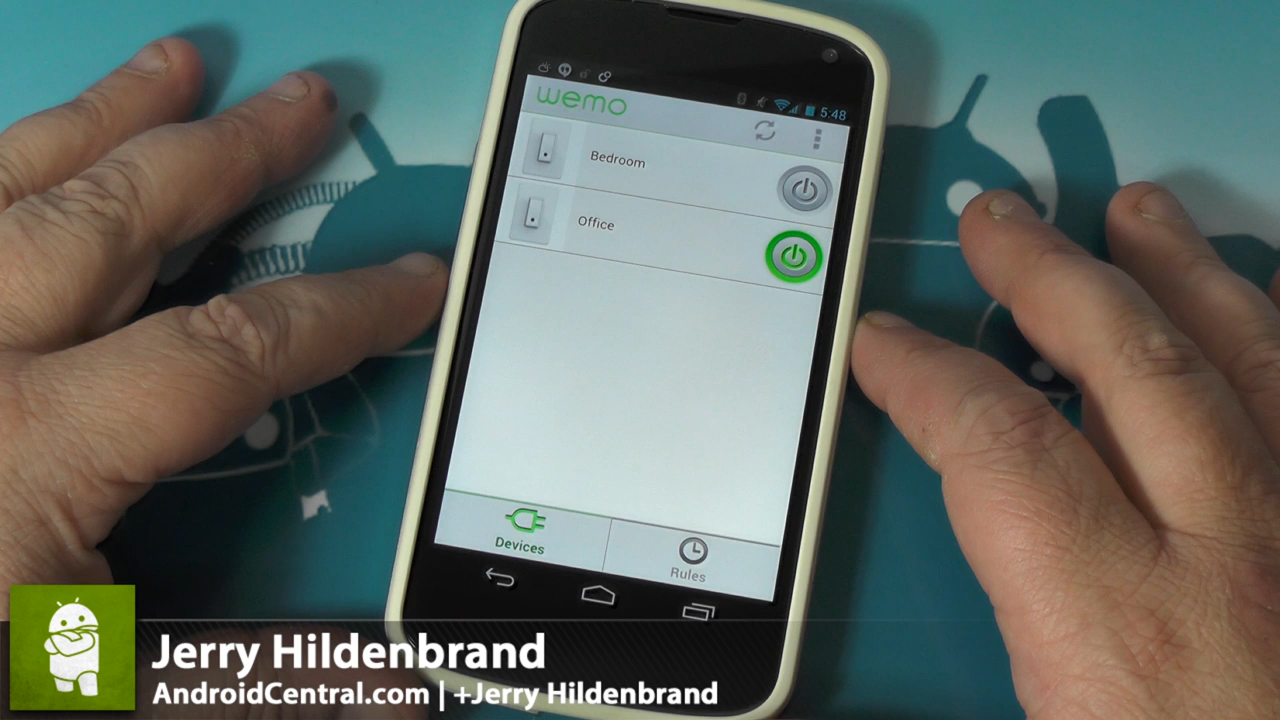 wemo
5:48
Bedroom
Office
Devices
Rules
Jerry Hildenbrand
AndroidCentral.com | +Jerry Hildenbrand